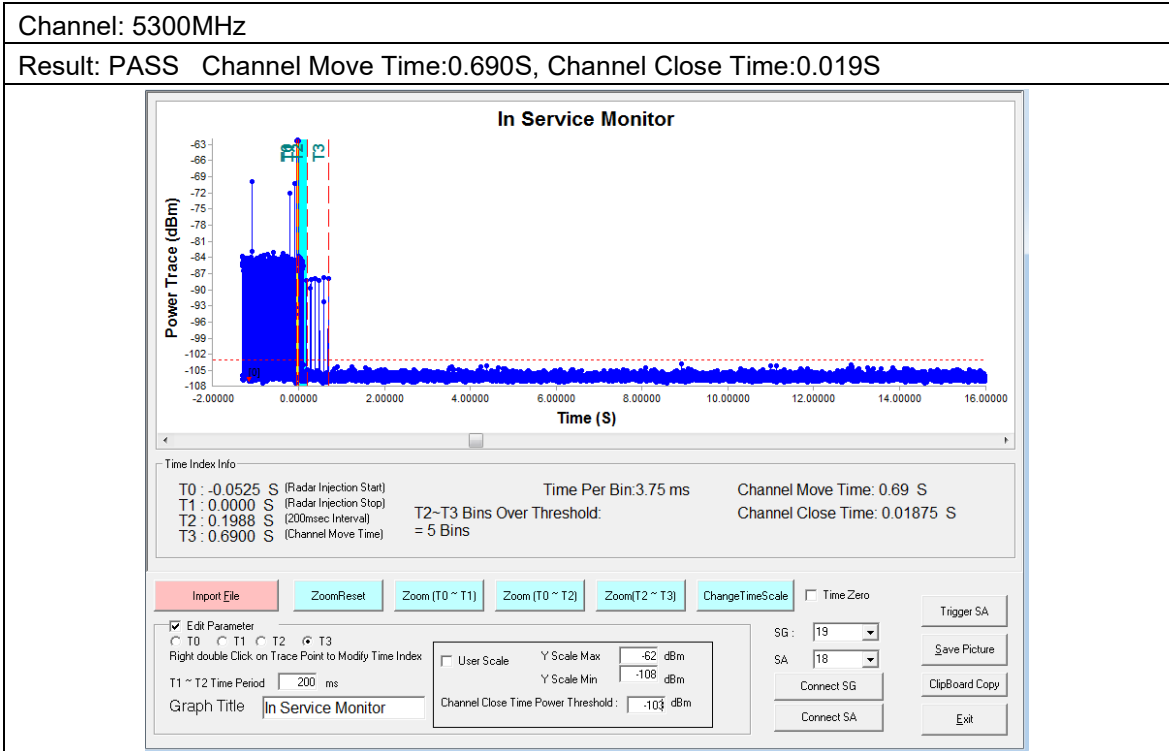 Channel: 5300MHz
Result: PASS Channel Move Time:0.690S, Channel Close Time:0.019S
In Service Monitor
Power Trace (dBm)
-63
-66
-69
-72
-75
-78
-81
-84
-87
-90
-93
-96
-99
-102
-105
-108
T3
-2.00000 0.00000 2.00000 4.00000 6.00000 8.00000 10.00000 12.00000 14.00000 16.00000
Time (S)
Time Index Info
T0 : -0.0525 S (Radar Injection Start)
T1 : 0.0000 S (Radar Injection Stop)
T2 : 0.1988 S (200msec Interval)
T3 : 0.6900 S (Channel Move Time)
Time Per Bin:3.75 ms
T2~T3 Bins Over Threshold:
= 5 Bins
Channel Move Time: 0.69 S
Channel Close Time: 0.01875 S
Import File ZoomReset Zoom (T0 ~ T1) Zoom (T0 ~ T2) Zoom(T2 ~ T3) ChangeTimeScale Time Zero
Trigger SA
Edit Parameter
T0 T1 T2 T3
Right double Click on Trace Point to Modify Time Index
T1 ~ T2 Time Period 200 ms
Graph Title In Service Monitor
User Scale Y Scale Max -62 dBm
Y Scale Min -108 dBm
Channel Close Time Power Threshold : -103 dBm
SG : 19
SA 18
Connect SG
Connect SA
Save Picture
ClipBoard Copy
Exit